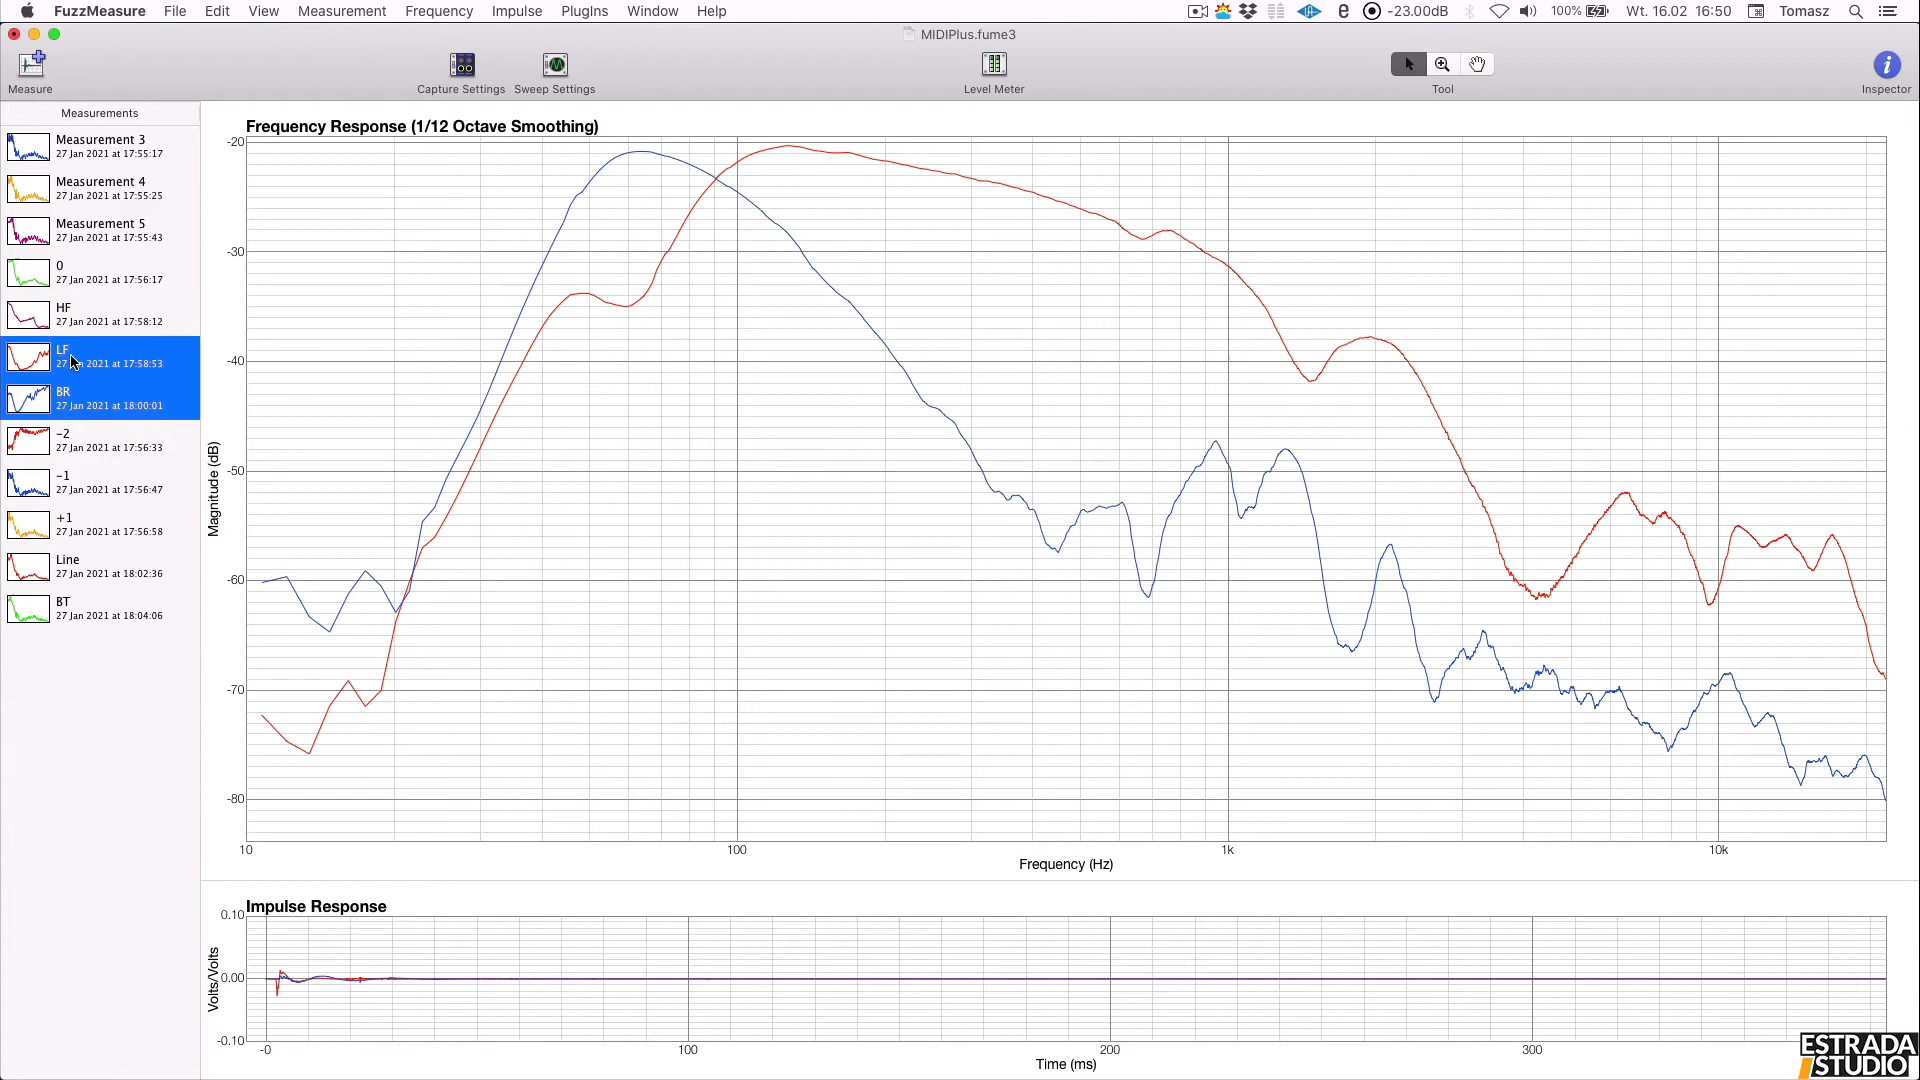 FuzzMeasure File Edit View Measurement Frequency Impulse PlugIns Window Help -23.00dB 100% Wt. 16.02 16:50 Tomasz
MIDIPlus.fume3
Measure Capture Settings Sweep Settings Level Meter Tool Inspector
Measurements
Measurement 3
27 Jan 2021 at 17:55:17
Measurement 4
27 Jan 2021 at 17:55:25
Measurement 5
27 Jan 2021 at 17:55:43
0
27 Jan 2021 at 17:56:17
HF
27 Jan 2021 at 17:58:12
LF
27 Jan 2021 at 17:58:53
BR
27 Jan 2021 at 18:00:01
-2
27 Jan 2021 at 17:56:33
-1
27 Jan 2021 at 17:56:47
+1
27 Jan 2021 at 17:56:58
Line
27 Jan 2021 at 18:02:36
BT
27 Jan 2021 at 18:04:06
Frequency Response (1/12 Octave Smoothing)
-20
-30
-40
-50
-60
-70
-80
Magnitude (dB)
10 100 1k 10k
Frequency (Hz)
Impulse Response
0.10
0.00
-0.10
Volts/Volts
-0 100 200 300
Time (ms)
ESTRADA
STUDIO